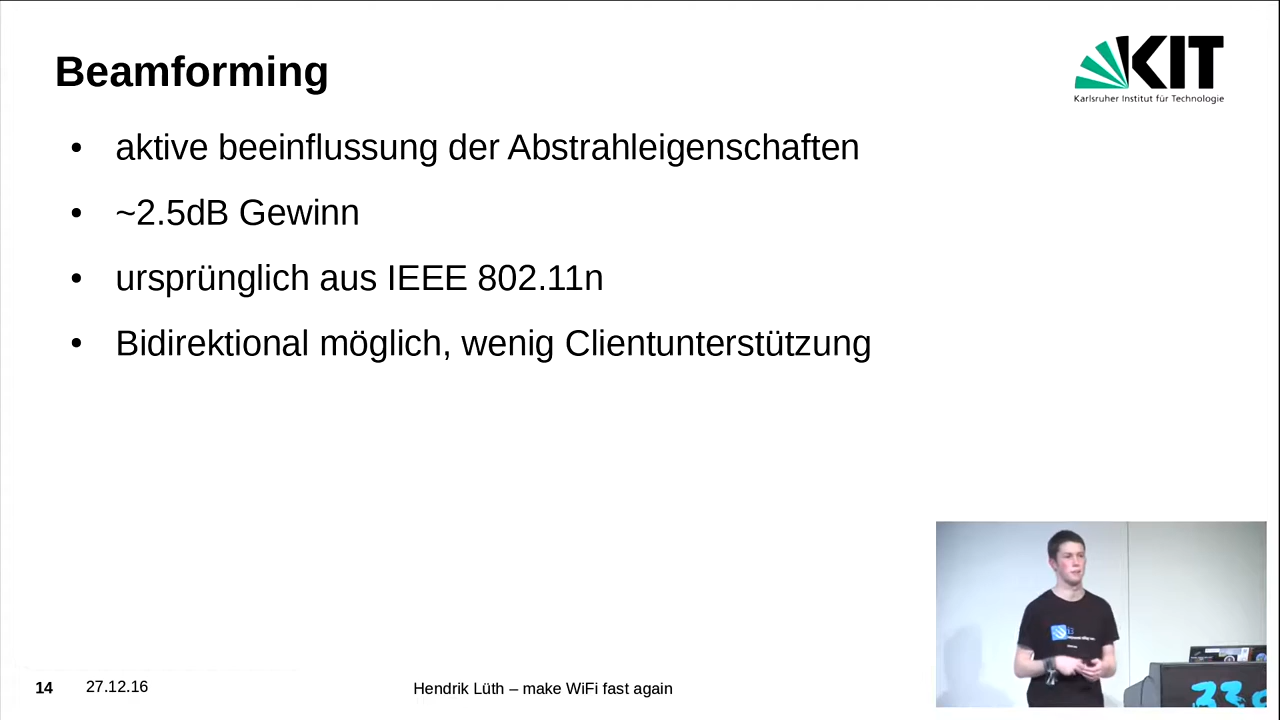 Beamforming
KIT
Karlsruher Institut für Technologie
• aktive beeinflussung der Abstrahleigenschaften
• ~2.5dB Gewinn
• ursprünglich aus IEEE 802.11n
• Bidirektional möglich, wenig Clientunterstützung
14 27.12.16 Hendrik Lüth – make WiFi fast again